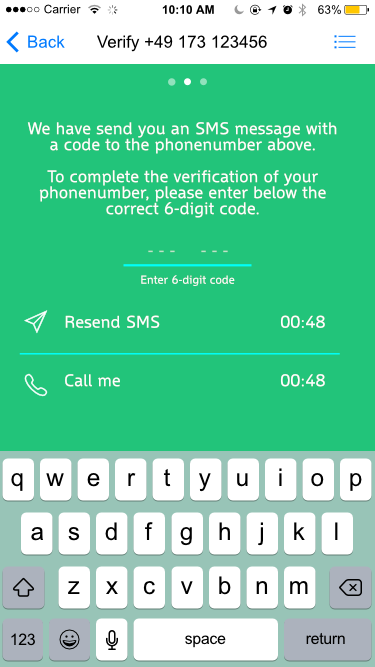 Carrier 10:10 AM 63%
Back Verify +49 173 123456
We have send you an SMS message with
a code to the phonenumber above.
To complete the verification of your
phonenumber, please enter below the
correct 6-digit code.
--- ---
Enter 6-digit code
Resend SMS 00:48
Call me 00:48
q w e r t y u i o p
a s d f g h j k l
z x c v b n m
123 space return